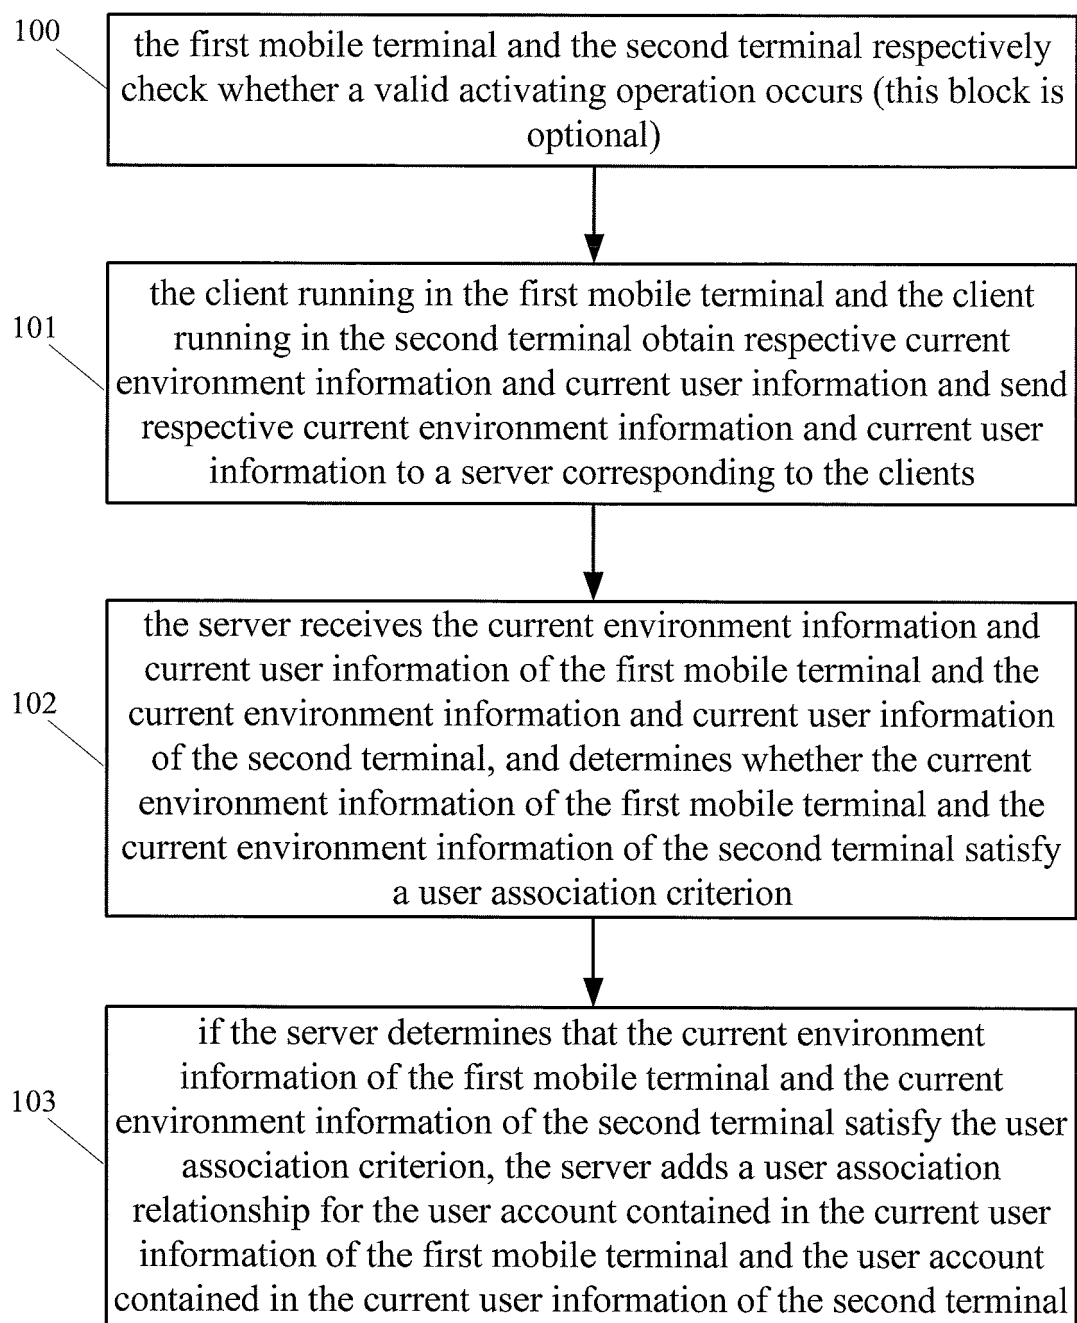 100
the first mobile terminal and the second terminal respectively
check whether a valid activating operation occurs (this block is
optional)
101
the client running in the first mobile terminal and the client
running in the second terminal obtain respective current
environment information and current user information and send
respective current environment information and current user
information to a server corresponding to the clients
102
the server receives the current environment information and
current user information of the first mobile terminal and the
current environment information and current user information
of the second terminal, and determines whether the current
environment information of the first mobile terminal and the
current environment information of the second terminal satisfy
a user association criterion
103
if the server determines that the current environment
information of the first mobile terminal and the current
environment information of the second terminal satisfy the user
association criterion, the server adds a user association
relationship for the user account contained in the current user
information of the first mobile terminal and the user account
contained in the current user information of the second terminal